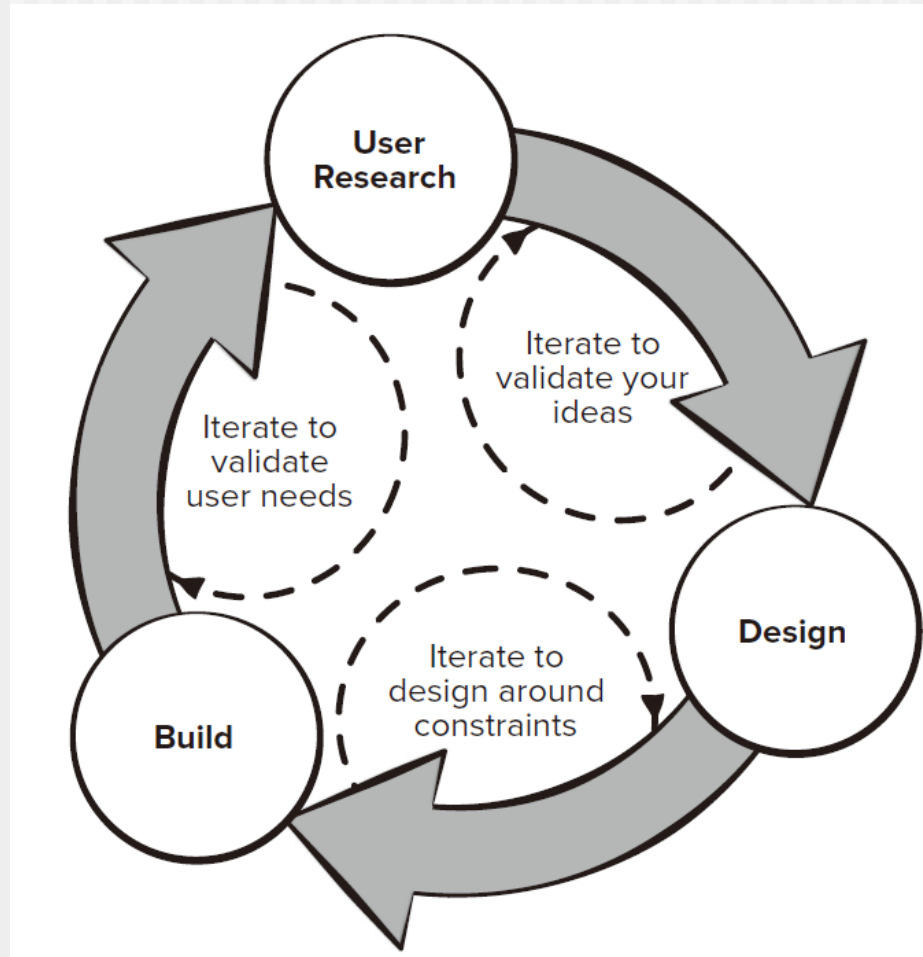 User
Research
Iterate to
validate your
ideas
Iterate to
validate
user needs
Design
Iterate to
design around
constraints
Build